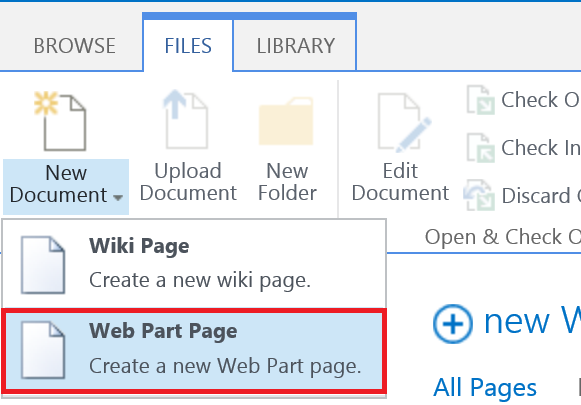 BROWSE FILES LIBRARY
New Document
Upload Document
New Folder
Edit Document
Check O
Check In
Discard
Open & Check O
Wiki Page
Create a new wiki page.
Web Part Page
Create a new Web Part page.
new
All Pages